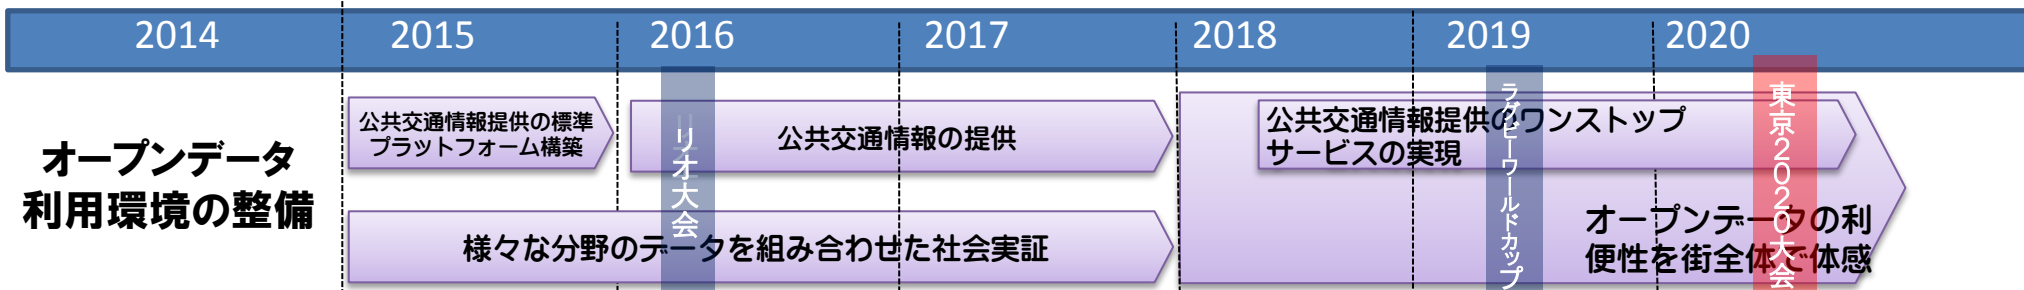 2014
2015
2016
2017
2018
2019
2020
オープンデータ
利用環境の整備
公共交通情報提供の標準
プラットフォーム構築
公共交通情報の提供
公共交通情報提供のワンストップ
サービスの実現
様々な分野のデータを組み合わせた社会実証
オープンデータの利
便性を街全体で体感
リオ大会
ラグビーワールドカップ
東京2020大会